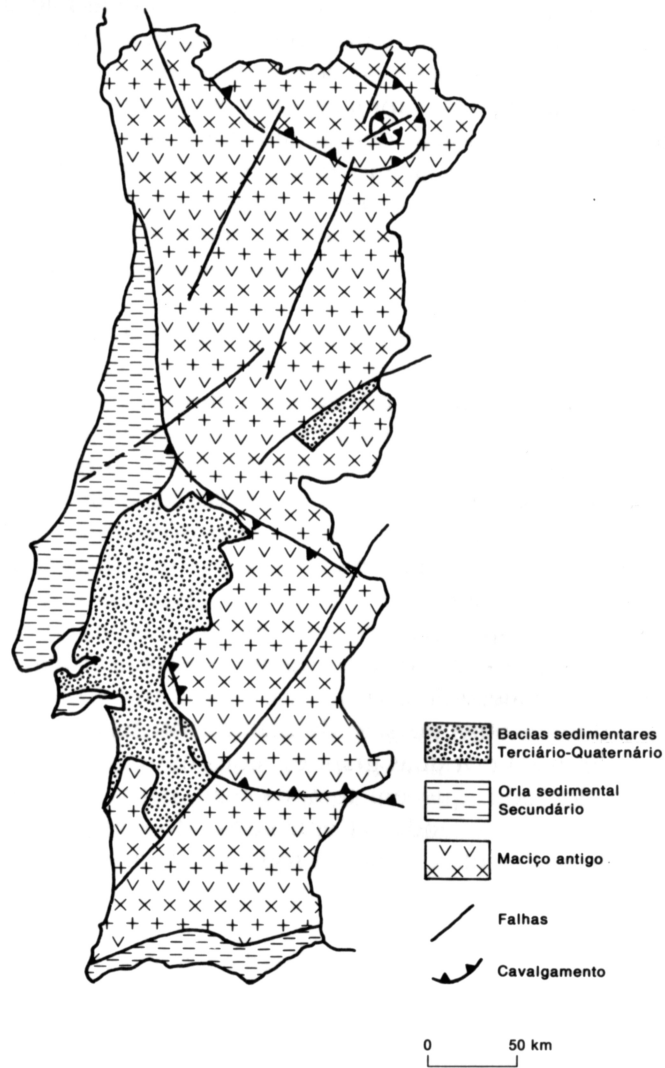 Bacias sedimentares
Terciário-Quaternário
Orla sedimental
Secundário
Maciço antigo
Falhas
Cavalgamento
0 50 km